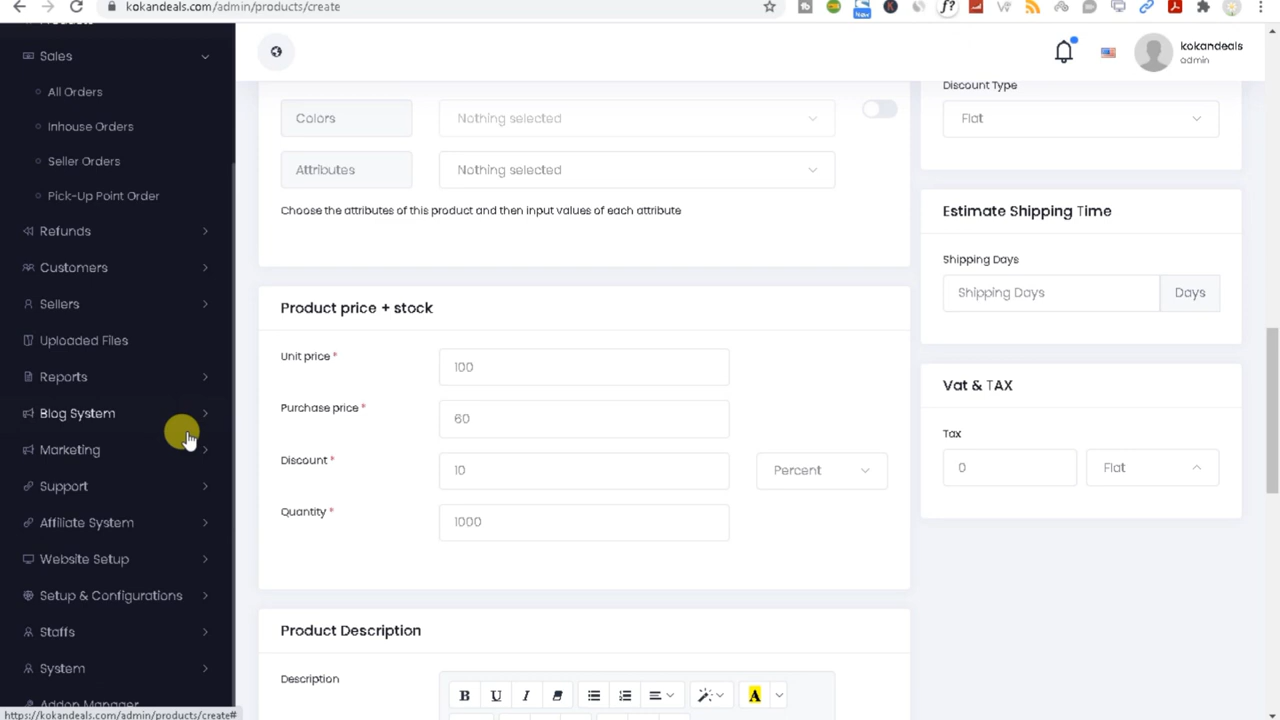 kokandeals.com/admin/products/create
New
f?
Products
Sales
All Orders
Inhouse Orders
Seller Orders
Pick-Up Point Order
Refunds
Customers
Sellers
Uploaded Files
Reports
Blog System
Marketing
Support
Affiliate System
Website Setup
Setup & Configurations
Staffs
System
Addon Manager
https://kokandeals.com/admin/products/create#
kokandeals
admin
Colors
Nothing selected
Attributes
Nothing selected
Choose the attributes of this product and then input values of each attribute
Product price + stock
Unit price *
100
Purchase price *
60
Discount *
10
Percent
Quantity *
1000
Product Description
Description
B U I
A
Discount Type
Flat
Estimate Shipping Time
Shipping Days
Shipping Days
Days
Vat & TAX
Tax
0
Flat